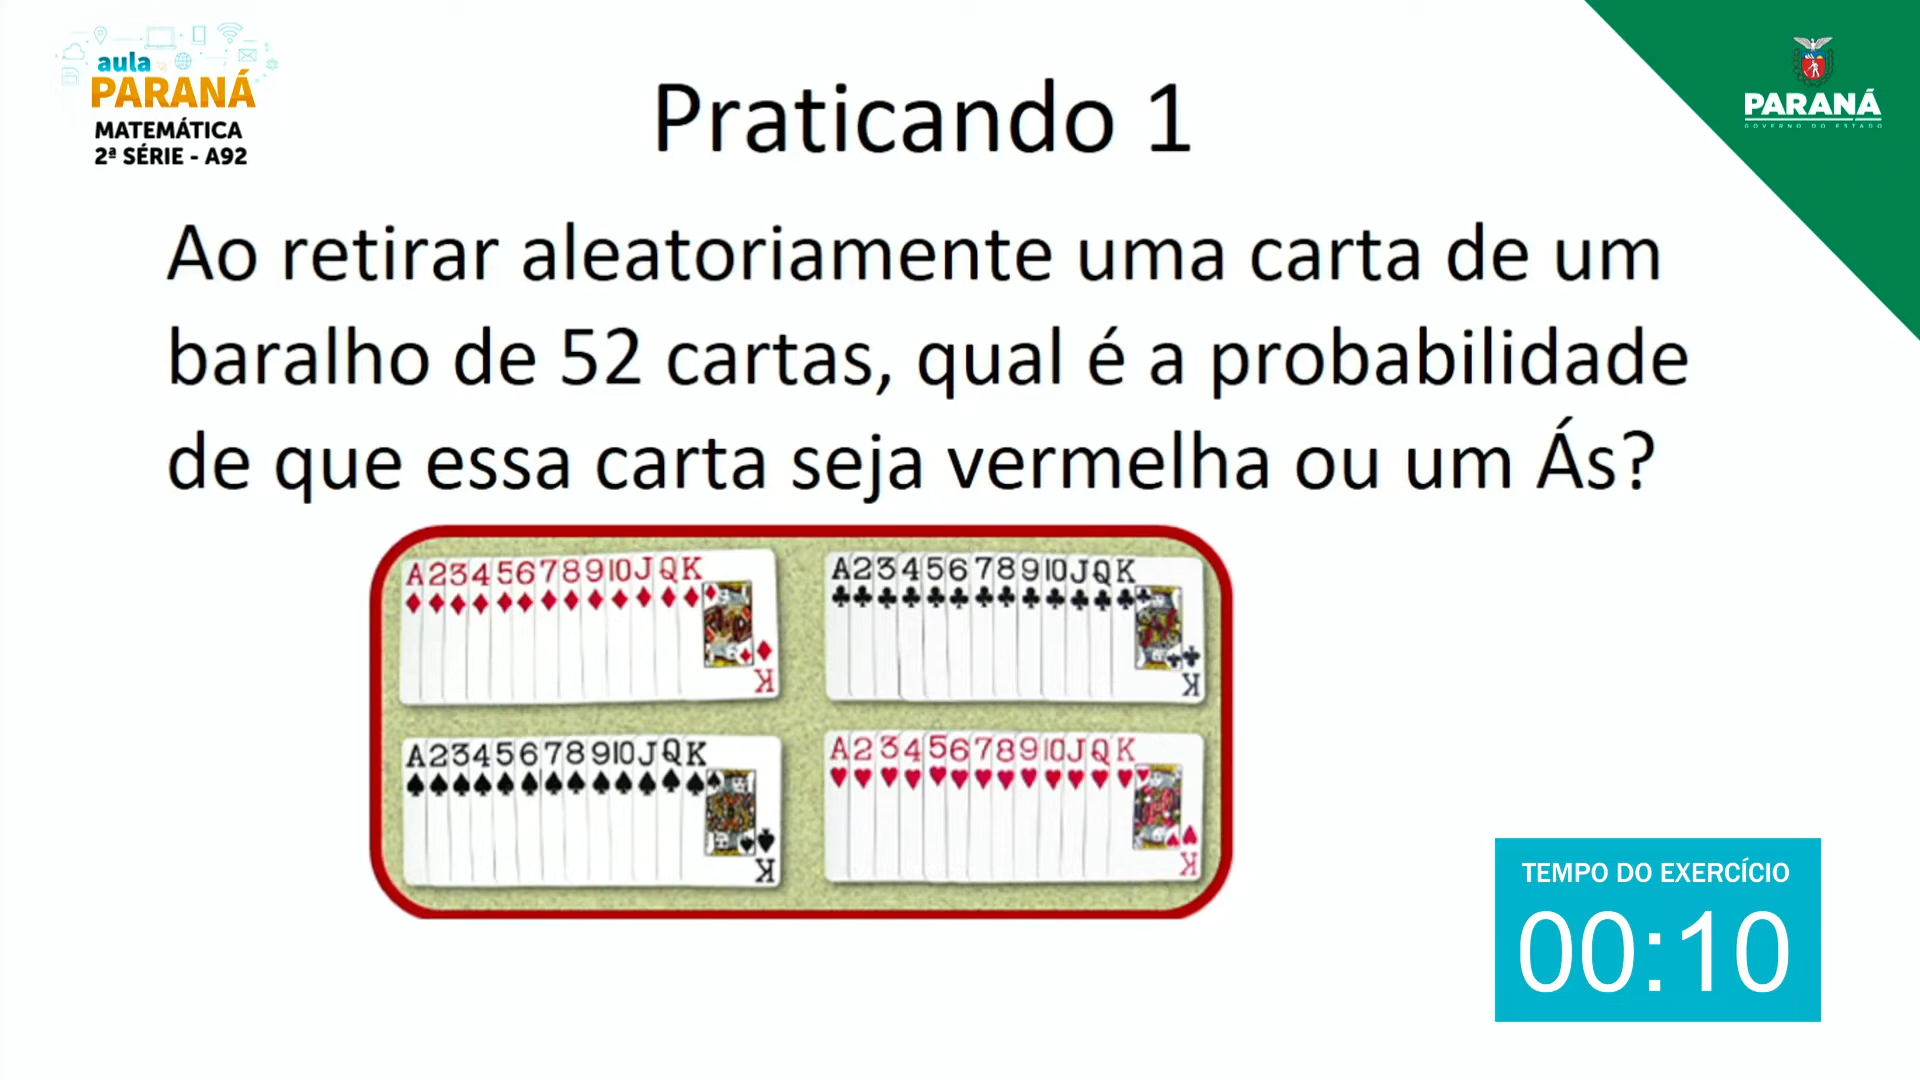 aula
PARANÁ
MATEMÁTICA
2ª SÉRIE - A92
PARANÁ
GOVERNO DO ESTADO
Praticando 1
Ao retirar aleatoriamente uma carta de um
baralho de 52 cartas, qual é a probabilidade
de que essa carta seja vermelha ou um Ás?
A 2 3 4 5 6 7 8 9 10 J Q K
K
A 2 3 4 5 6 7 8 9 10 J Q K
K
A 2 3 4 5 6 7 8 9 10 J Q K
K
A 2 3 4 5 6 7 8 9 10 J Q K
K
TEMPO DO EXERCÍCIO
00:10